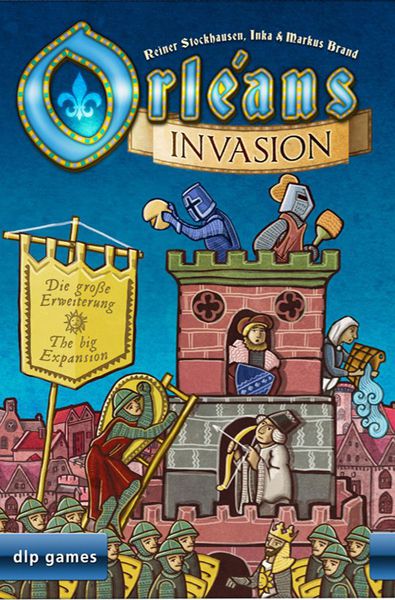 Reiner Stockhausen, Inka & Markus Brand
Orléans
INVASION
Die große
Erweiterung
The big
Expansion
dlp games